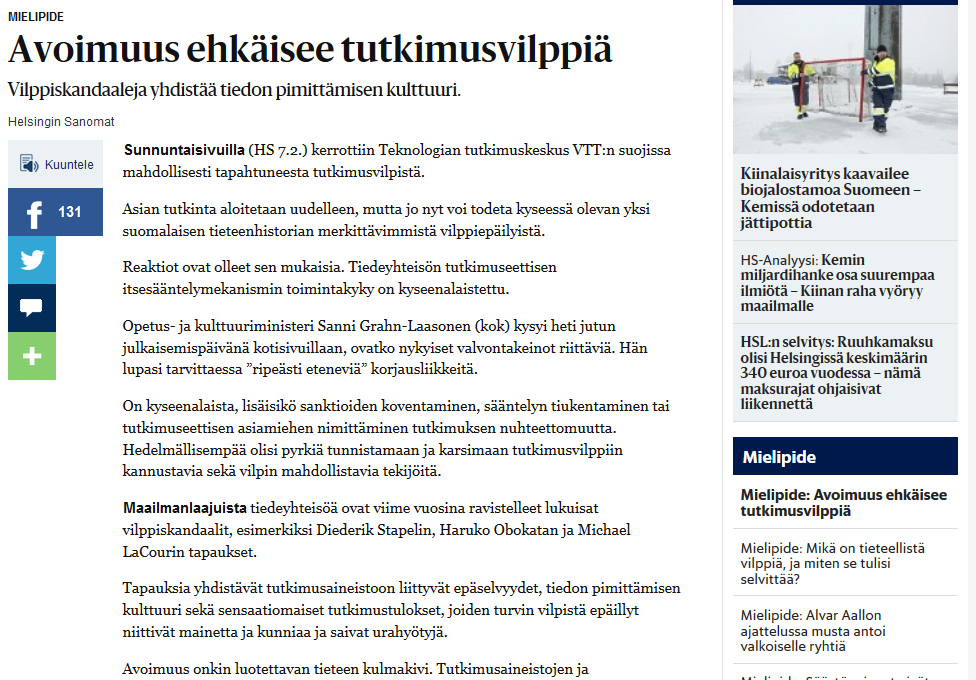 MIELIPIDE
Avoimuus ehkäisee tutkimusvilppiä
Vilppiskandaaleja yhdistää tiedon pimittämisen kulttuuri.
Helsingin Sanomat
Kuuntele
131
Sunnuntaisivuilla (HS 7.2.) kerrottiin Teknologian tutkimuskeskus VTT:n suojissa
mahdollisesti tapahtuneesta tutkimusvilpistä.
Asian tutkinta aloitetaan uudelleen, mutta jo nyt voi todeta kyseessä olevan yksi
suomalaisen tieteenhistorian merkittävimmistä vilppiepäilyistä.
Reaktiot ovat olleet sen mukaisia. Tiedeyhteisön tutkimuseettisen
itsesääntelymekanismin toimintakyky on kyseenalaistettu.
Opetus- ja kulttuuriministeri Sanni Grahn-Laasonen (kok) kysyi heti jutun
julkaisemispäivänä kotisivuillaan, ovatko nykyiset valvontakeinot riittäviä. Hän
lupasi tarvittaessa ”ripeästi eteneviä” korjausliikkeitä.
On kyseenalaista, lisäisikö sanktioiden koventaminen, sääntelyn tiukentaminen tai
tutkimuseettisen asiamiehen nimittäminen tutkimuksen nuhteettomuutta.
Hedelmällisempää olisi pyrkiä tunnistamaan ja karsimaan tutkimusvilppiin
kannustavia sekä vilpin mahdollistavia tekijöitä.
Maailmanlaajuista tiedeyhteisöä ovat viime vuosina ravistelleet lukuisat
vilppiskandaalit, esimerkiksi Diederik Stapelin, Haruko Obokatan ja Michael
LaCourin tapaukset.
Tapauksia yhdistävät tutkimusaineistoon liittyvät epäselvyydet, tiedon pimittämisen
kulttuuri sekä sensaatiomaiset tutkimustulokset, joiden turvin vilpistä epäillyt
niittivät mainetta ja kunniaa ja saivat urahyötyjä.
Avoimuus onkin luotettavan tieteen kulmakivi. Tutkimusaineistojen ja
Kiinalaisyritys kaavailee
biojalostamoa Suomeen –
Kemissä odotetaan
jättipottia
HS-Analyysi: Kemin
miljardihanke osa suurempaa
ilmiötä – Kiinan raha vyöryy
maailmalle
HSL:n selvitys: Ruuhkamaksu
olisi Helsingissä keskimäärin
340 euroa vuodessa – nämä
maksurajat ohjaisivat
liikennettä
Mielipide
Mielipide: Avoimuus ehkäisee
tutkimusvilppiä
Mielipide: Mikä on tieteellistä
vilppiä, ja miten se tulisi
selvittää?
Mielipide: Alvar Aallon
ajattelussa musta antoi
valkoiselle ryhtiä